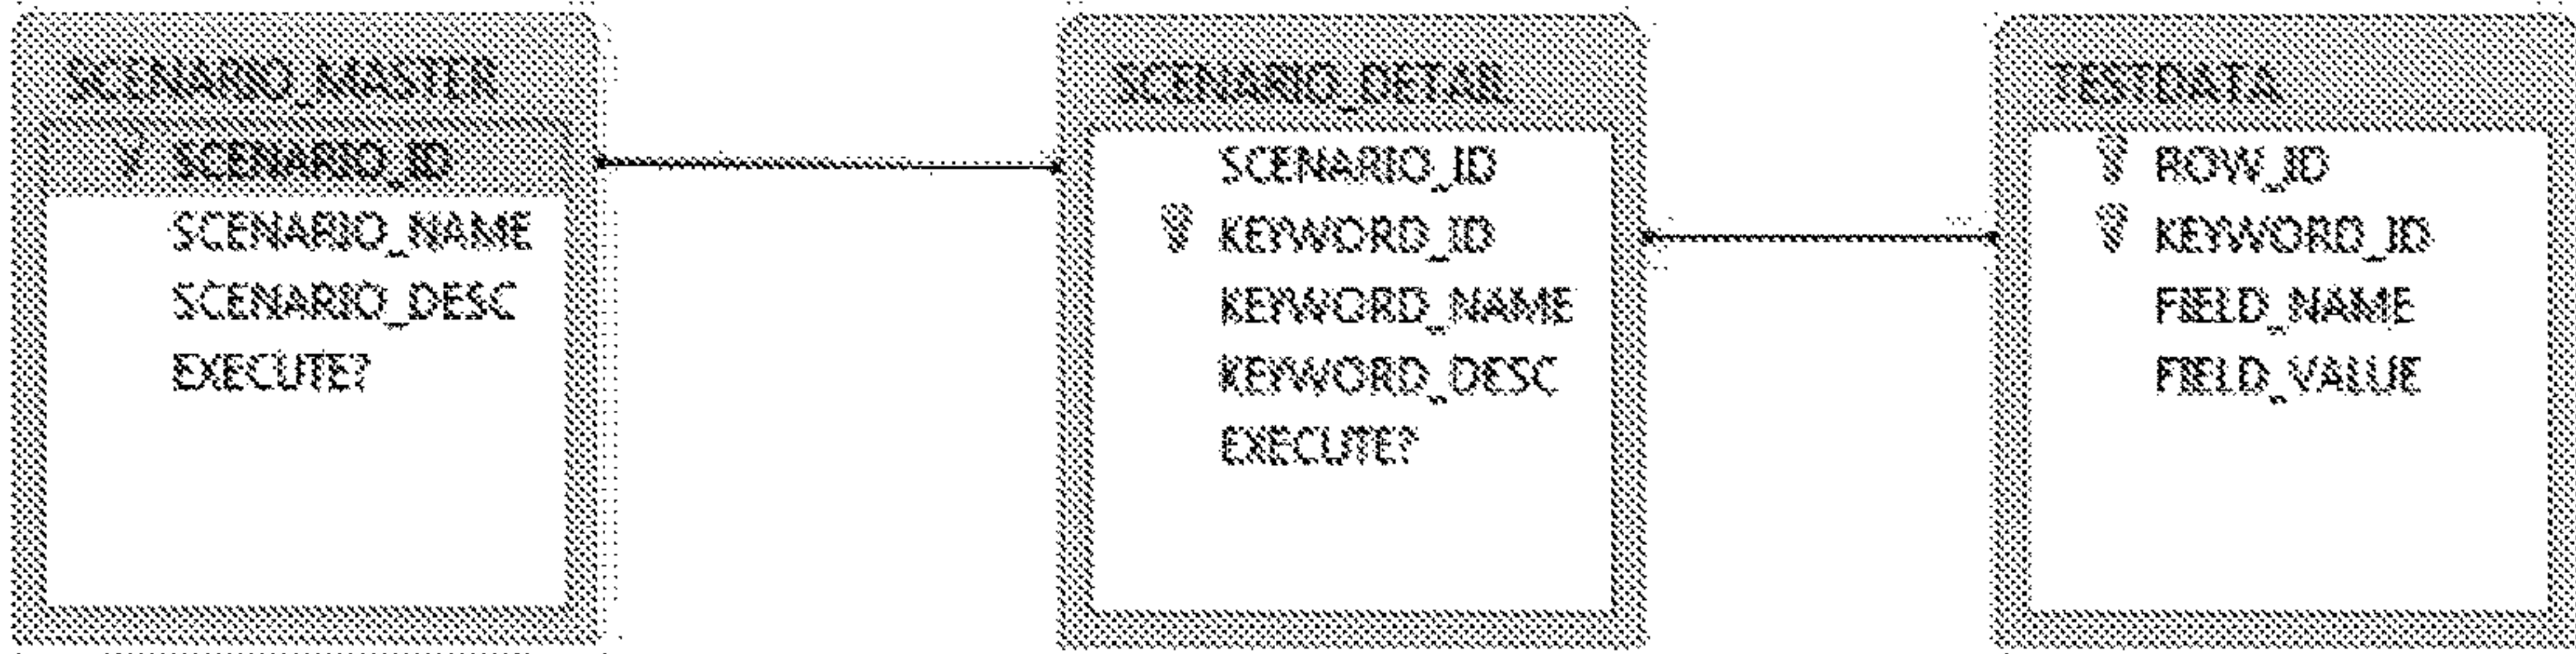 SCENARIO_MASTER
SCENARIO_ID
SCENARIO_NAME
SCENARIO_DESC
EXECUTE?
SCENARIO_DETAIL
SCENARIO_ID
KEYWORD_ID
KEYWORD_NAME
KEYWORD_DESC
EXECUTE?
TESTDATA
ROW_ID
KEYWORD_ID
FIELD_NAME
FIELD_VALUE